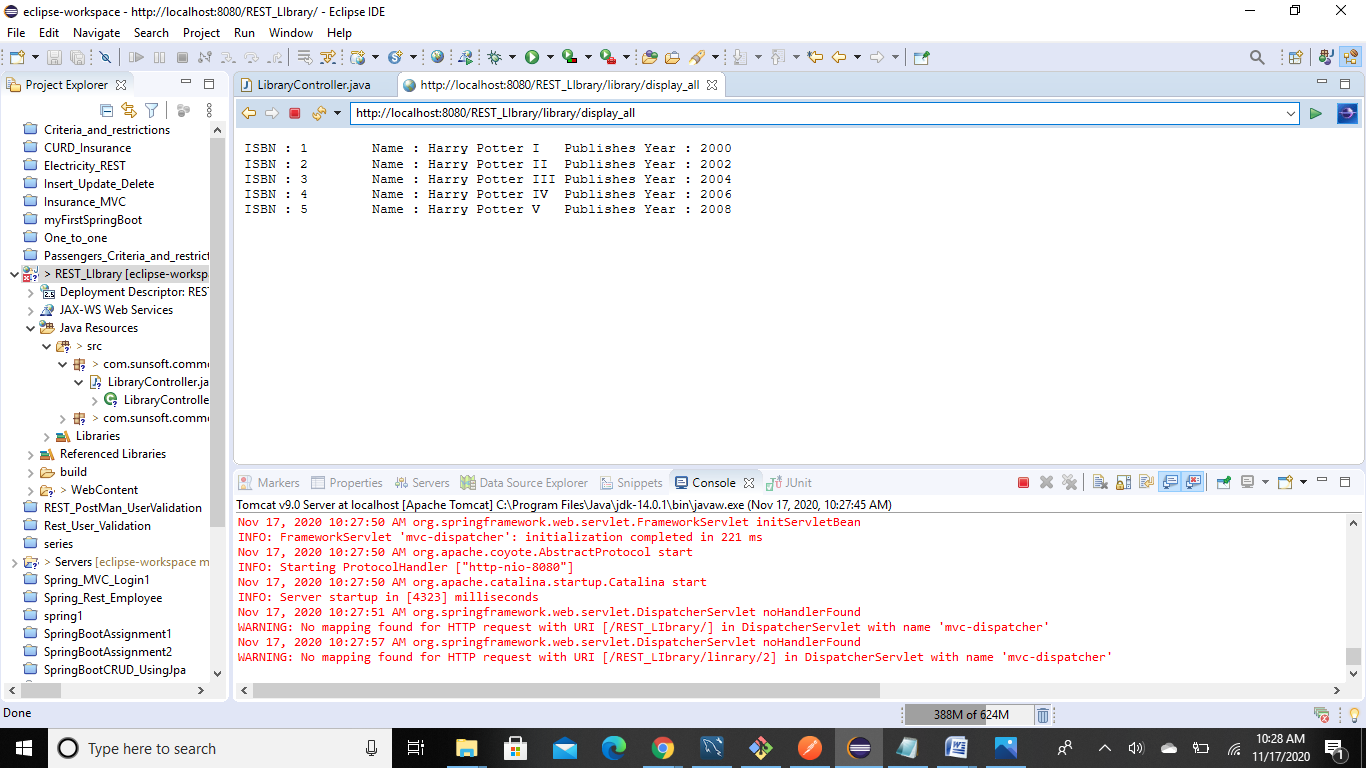 eclipse-workspace - http://localhost:8080/REST_LIbrary/ - Eclipse IDE
File Edit Navigate Search Project Run Window Help
Project Explorer
LibraryController.java
http://localhost:8080/REST_LIbrary/library/display_all
http://localhost:8080/REST_LIbrary/library/display_all
Criteria_and_restrictions
CURD_Insurance
Electricity_REST
Insert_Update_Delete
Insurance_MVC
myFirstSpringBoot
One_to_one
Passengers_Criteria_and_restrict
> REST_LIbrary [eclipse-worksp
Deployment Descriptor: RES
JAX-WS Web Services
Java Resources
> src
> com.sunsoft.comm
LibraryController.ja
LibraryControlle
> com.sunsoft.comm
Libraries
Referenced Libraries
build
> WebContent
REST_PostMan_UserValidation
Rest_User_Validation
series
> Servers [eclipse-workspace m
Spring_MVC_Login1
Spring_Rest_Employee
spring1
SpringBootAssignment1
SpringBootAssignment2
SpringBootCRUD_UsingJpa
ISBN : 1 Name : Harry Potter I Publishes Year : 2000
ISBN : 2 Name : Harry Potter II Publishes Year : 2002
ISBN : 3 Name : Harry Potter III Publishes Year : 2004
ISBN : 4 Name : Harry Potter IV Publishes Year : 2006
ISBN : 5 Name : Harry Potter V Publishes Year : 2008
Markers Properties Servers Data Source Explorer Snippets Console JUnit
Tomcat v9.0 Server at localhost [Apache Tomcat] C:\Program Files\Java\jdk-14.0.1\bin\javaw.exe (Nov 17, 2020, 10:27:45 AM)
Nov 17, 2020 10:27:50 AM org.springframework.web.servlet.FrameworkServlet initServletBean
INFO: FrameworkServlet 'mvc-dispatcher': initialization completed in 221 ms
Nov 17, 2020 10:27:50 AM org.apache.coyote.AbstractProtocol start
INFO: Starting ProtocolHandler ["http-nio-8080"]
Nov 17, 2020 10:27:50 AM org.apache.catalina.startup.Catalina start
INFO: Server startup in [4323] milliseconds
Nov 17, 2020 10:27:51 AM org.springframework.web.servlet.DispatcherServlet noHandlerFound
WARNING: No mapping found for HTTP request with URI [/REST_LIbrary/] in DispatcherServlet with name 'mvc-dispatcher'
Nov 17, 2020 10:27:57 AM org.springframework.web.servlet.DispatcherServlet noHandlerFound
WARNING: No mapping found for HTTP request with URI [/REST_LIbrary/linrary/2] in DispatcherServlet with name 'mvc-dispatcher'
Done
388M of 624M
Type here to search
10:28 AM
11/17/2020
1